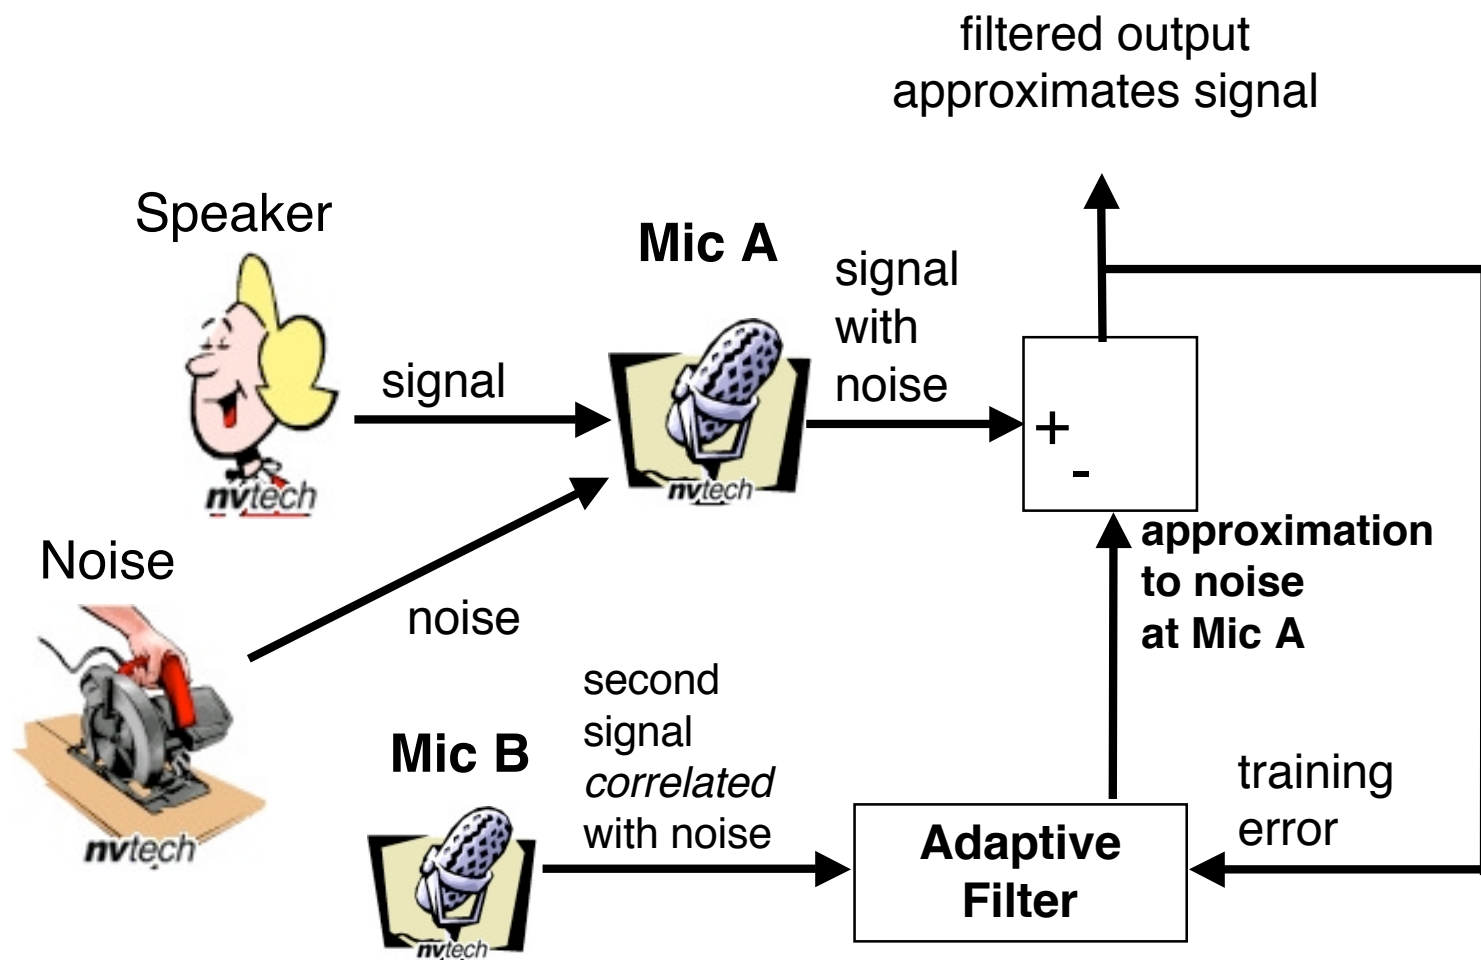 filtered output
approximates signal
Speaker
Mic A
signal
with
noise
signal
+
-
nvtech
nvtech
approximation
to noise
at Mic A
Noise
noise
second
signal
correlated
with noise
Mic B
training
error
Adaptive
Filter
nvtech
nvtech